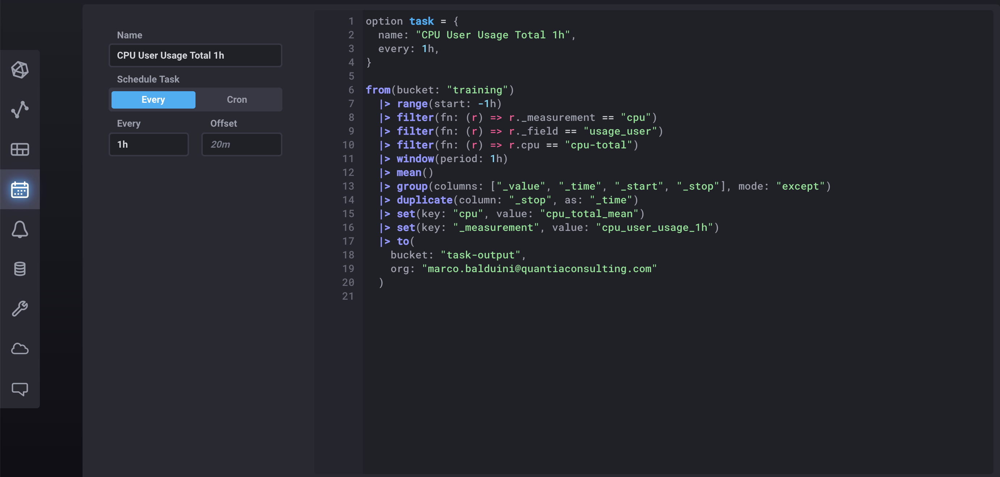 Name
CPU User Usage Total 1h
Schedule Task
Every Cron
Every Offset
1h 20m
1 option task = {
2   name: "CPU User Usage Total 1h",
3   every: 1h,
4 }
5
6 from(bucket: "training")
7   |> range(start: -1h)
8   |> filter(fn: (r) => r._measurement == "cpu")
9   |> filter(fn: (r) => r._field == "usage_user")
10   |> filter(fn: (r) => r.cpu == "cpu-total")
11   |> window(period: 1h)
12   |> mean()
13   |> group(columns: ["_value", "_time", "_start", "_stop"], mode: "except")
14   |> duplicate(column: "_stop", as: "_time")
15   |> set(key: "cpu", value: "cpu_total_mean")
16   |> set(key: "_measurement", value: "cpu_user_usage_1h")
17   |> to(
18     bucket: "task-output",
19     org: "marco.balduini@quantiaconsulting.com"
20   )
21